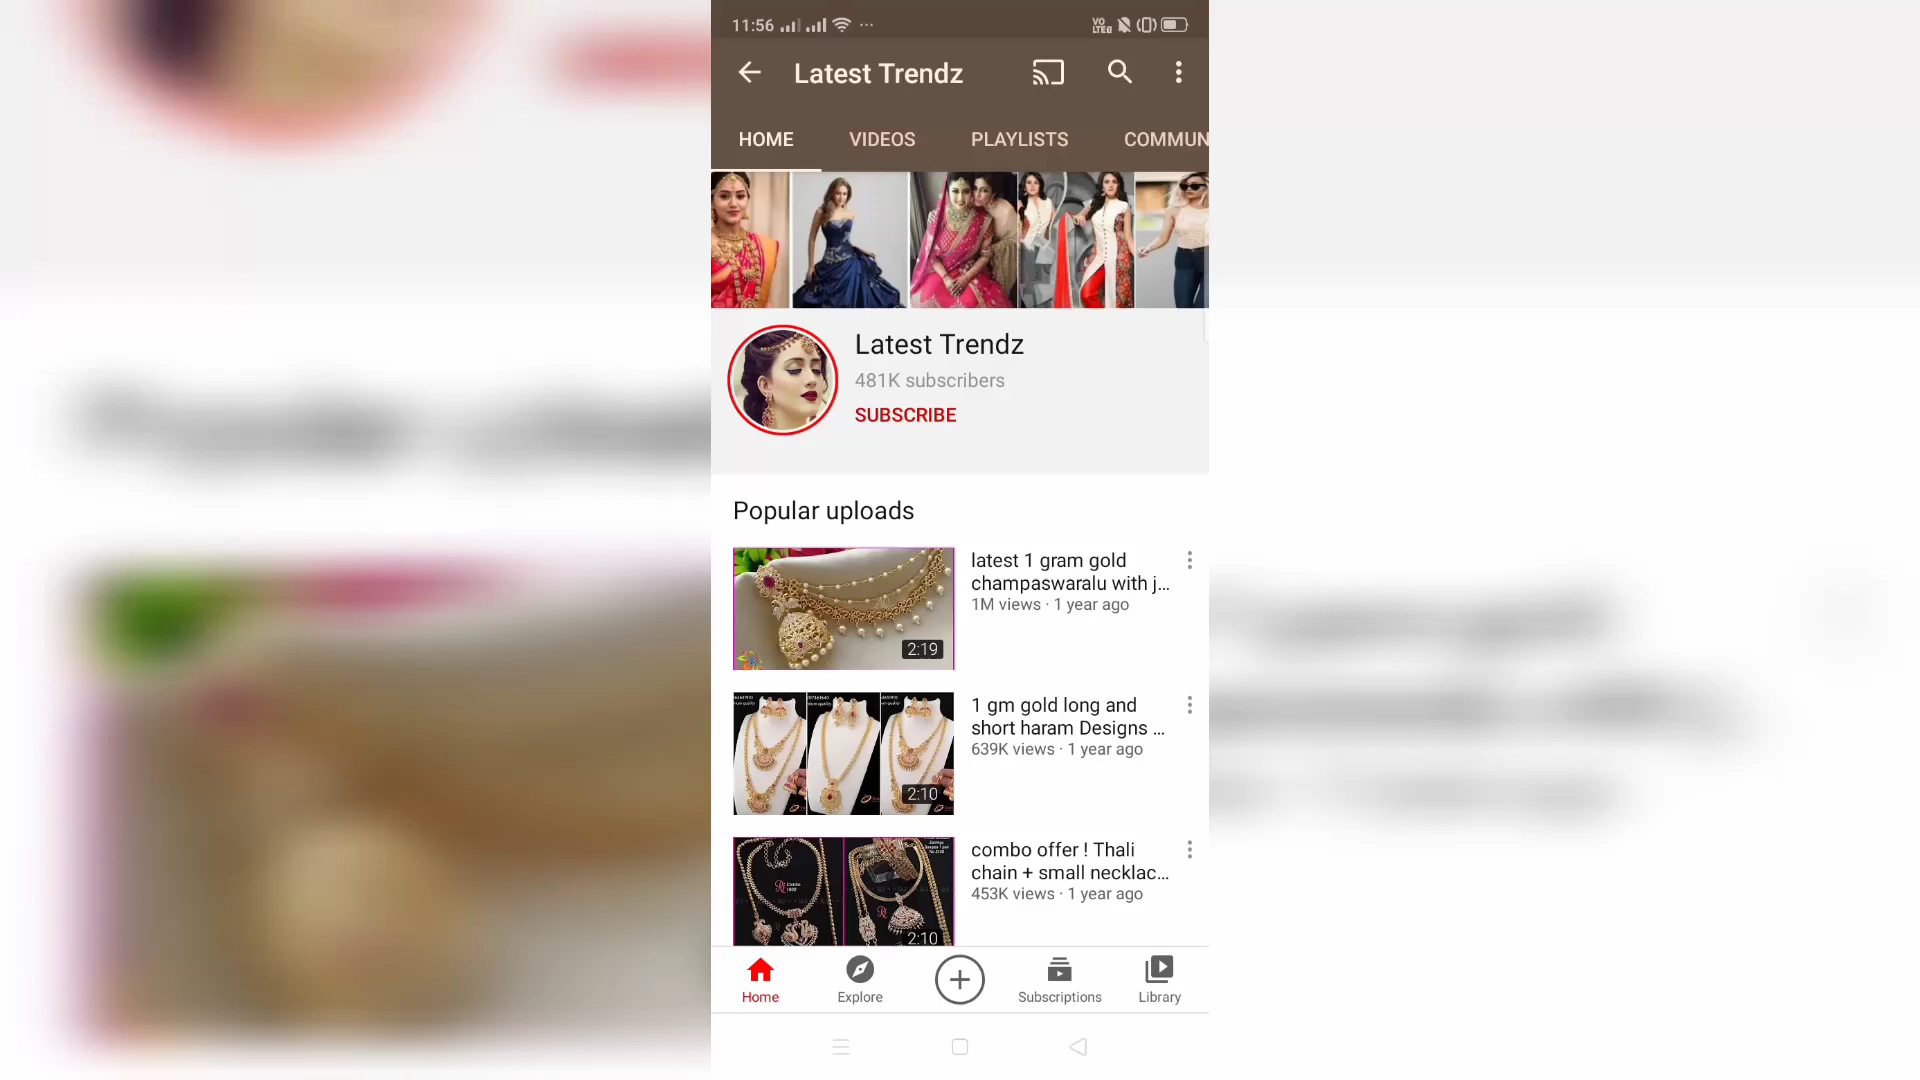 11:56
VO
LTE
Latest Trendz
HOME VIDEOS PLAYLISTS COMMUN
Latest Trendz
481K subscribers
SUBSCRIBE
Popular uploads
latest 1 gram gold
champaswaralu with j...
1M views · 1 year ago
2:19
1 gm gold long and
short haram Designs ...
639K views · 1 year ago
2:10
combo offer ! Thali
chain + small necklac...
453K views · 1 year ago
2:10
Home Explore Subscriptions Library